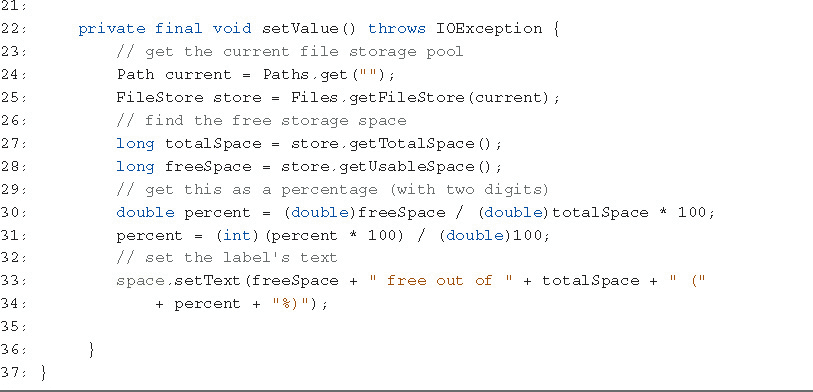 21:
22:     private final void setValue() throws IOException {
23:         // get the current file storage pool
24:         Path current = Paths.get("");
25:         FileStore store = Files.getFileStore(current);
26:         // find the free storage space
27:         long totalSpace = store.getTotalSpace();
28:         long freeSpace = store.getUsableSpace();
29:         // get this as a percentage (with two digits)
30:         double percent = (double)freeSpace / (double)totalSpace * 100;
31:         percent = (int)(percent * 100) / (double)100;
32:         // set the label's text
33:         space.setText(freeSpace + " free out of " + totalSpace + " ("
34:             + percent + "%)");
35:
36:      }
37: }